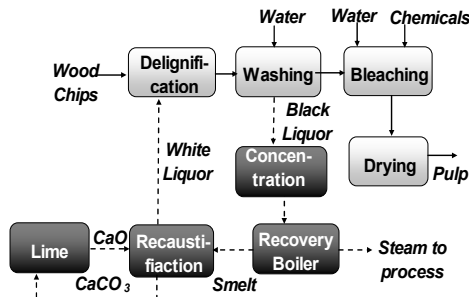 Water
Water
Chemicals
Wood
Chips
Delignifi-
cation
Washing
Bleaching
Black
Liquor
White
Liquor
Concen-
tration
Drying
Pulp
Lime
CaO
Recausti-
fiaction
Recovery
Boiler
Steam to
process
CaCO3
Smelt